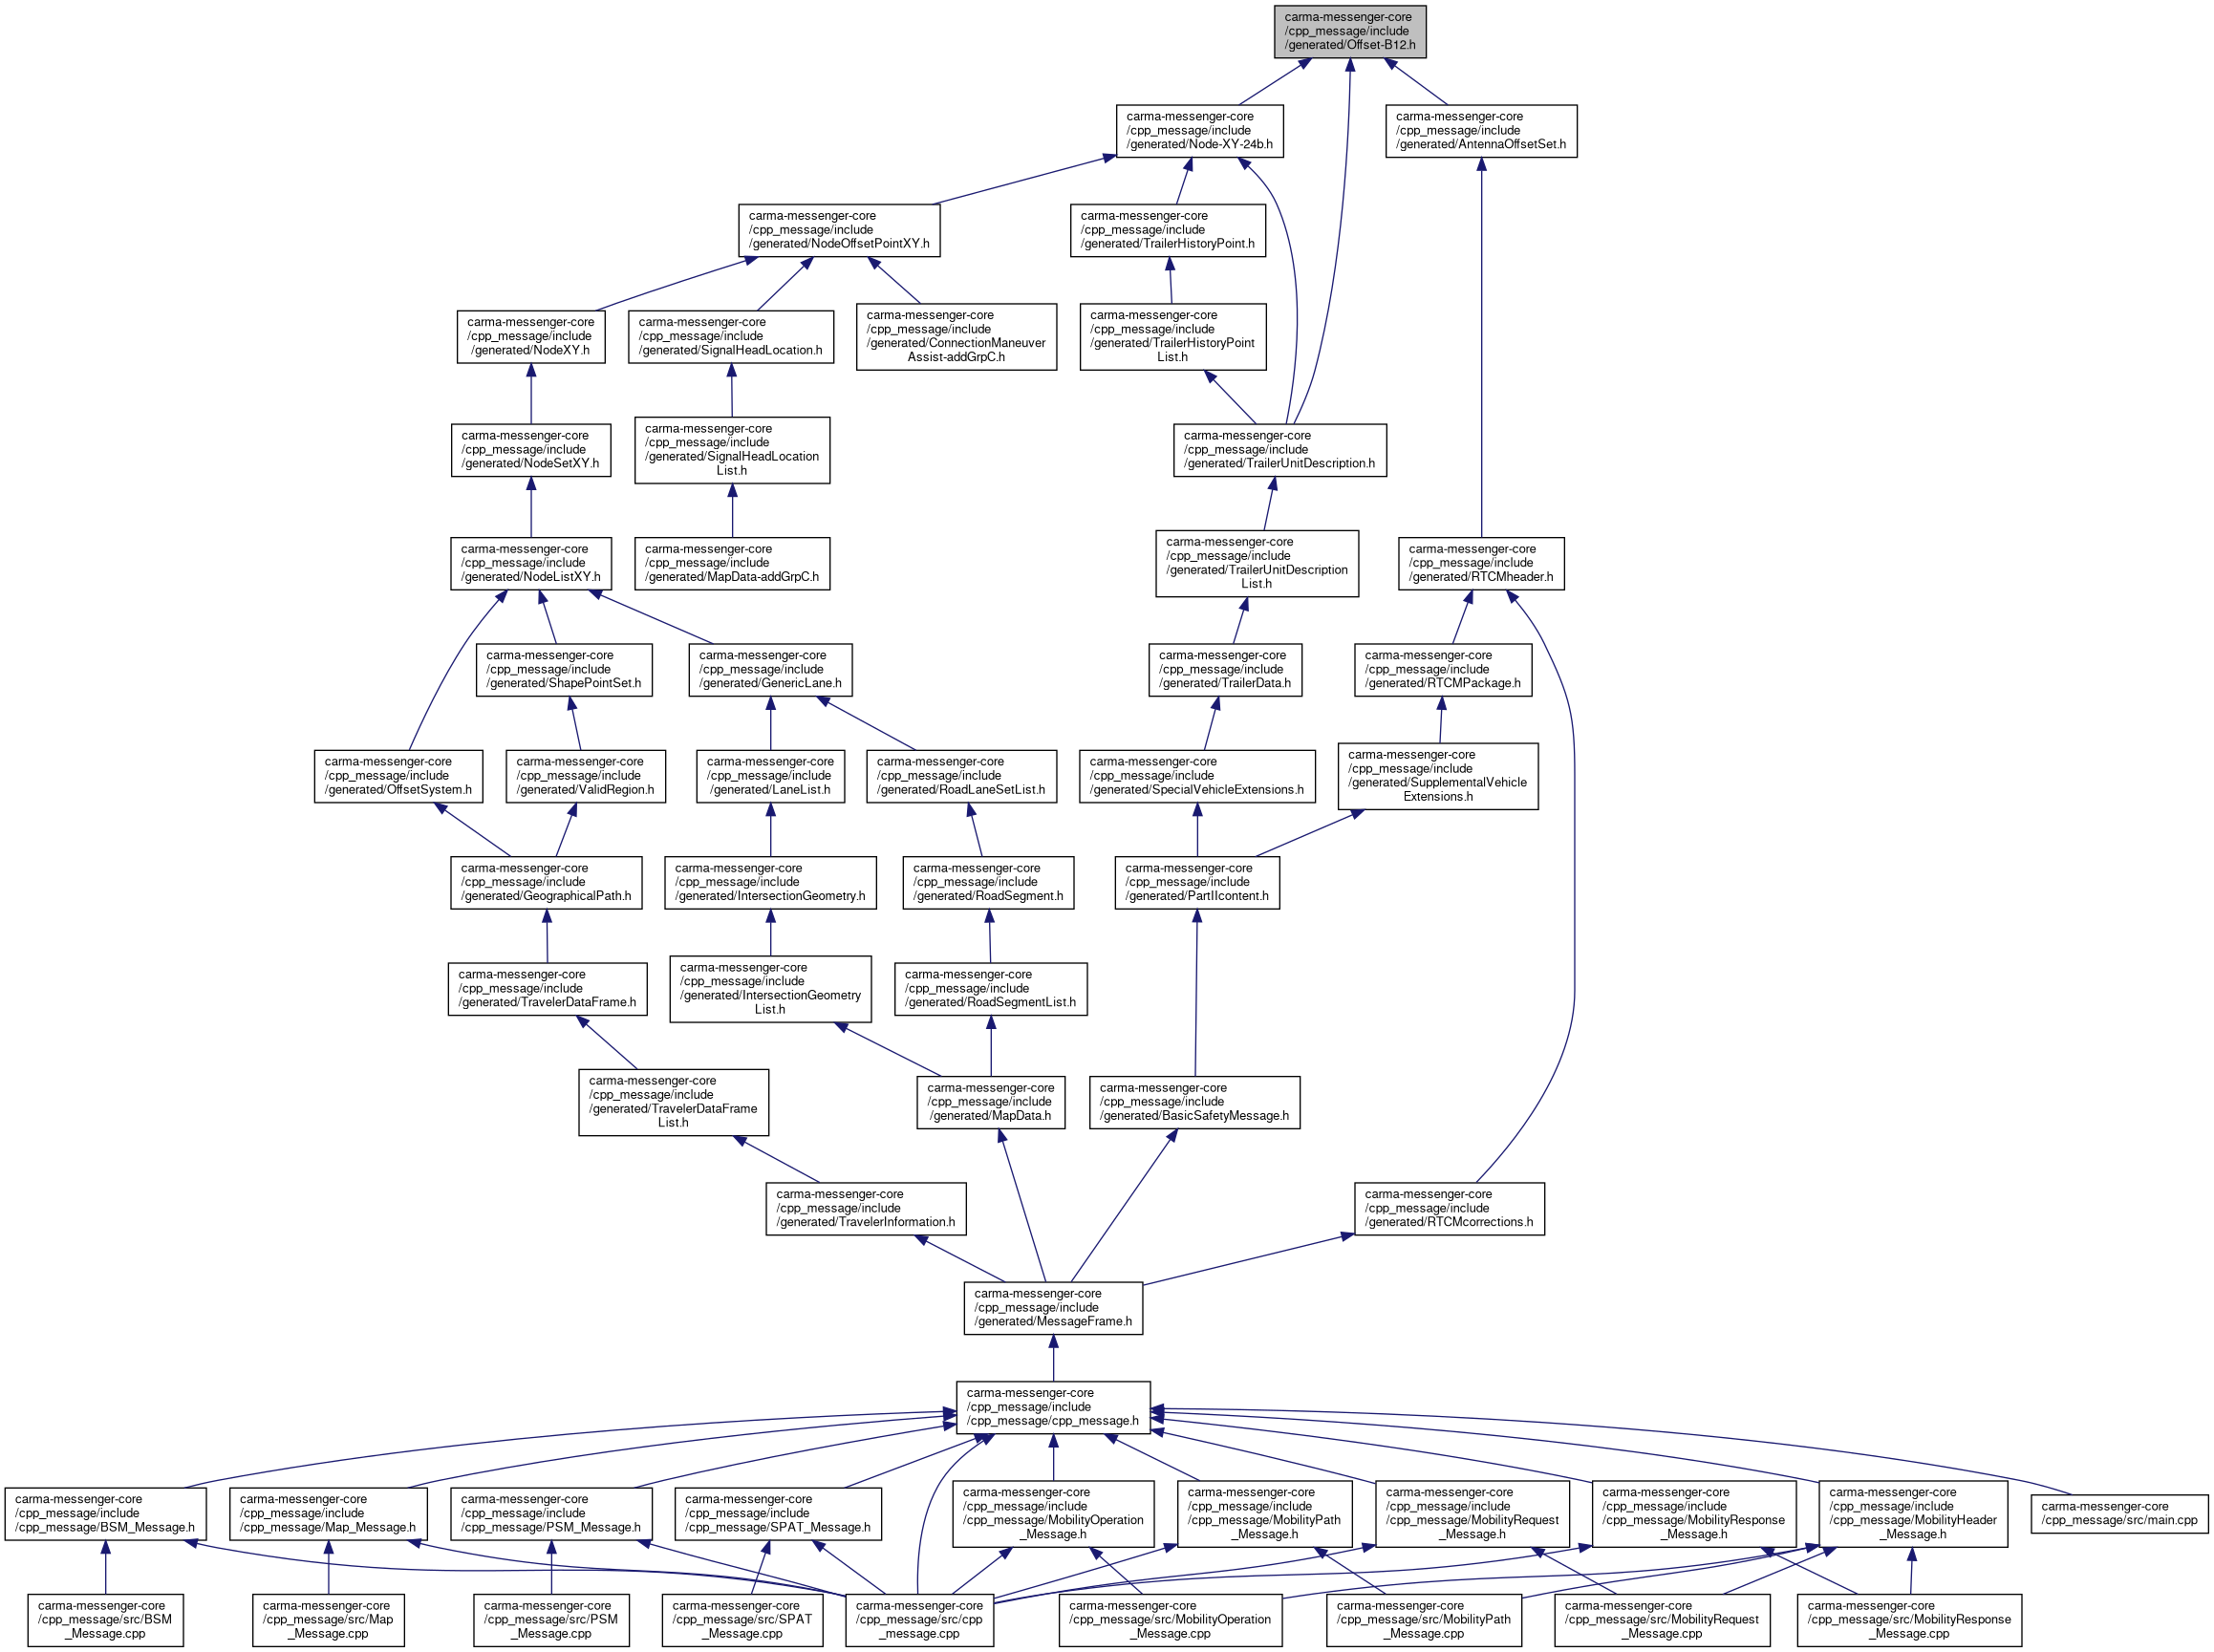 carma-messenger-core
/cpp_message/include
/generated/Offset-B12.h
carma-messenger-core
/cpp_message/include
/generated/Node-XY-24b.h
carma-messenger-core
/cpp_message/include
/generated/AntennaOffsetSet.h
carma-messenger-core
/cpp_message/include
/generated/NodeOffsetPointXY.h
carma-messenger-core
/cpp_message/include
/generated/TrailerHistoryPoint.h
carma-messenger-core
/cpp_message/include
/generated/NodeXY.h
carma-messenger-core
/cpp_message/include
/generated/SignalHeadLocation.h
carma-messenger-core
/cpp_message/include
/generated/ConnectionManeuver
Assist-addGrpC.h
carma-messenger-core
/cpp_message/include
/generated/TrailerHistoryPoint
List.h
carma-messenger-core
/cpp_message/include
/generated/NodeSetXY.h
carma-messenger-core
/cpp_message/include
/generated/SignalHeadLocation
List.h
carma-messenger-core
/cpp_message/include
/generated/TrailerUnitDescription.h
carma-messenger-core
/cpp_message/include
/generated/NodeListXY.h
carma-messenger-core
/cpp_message/include
/generated/MapData-addGrpC.h
carma-messenger-core
/cpp_message/include
/generated/TrailerUnitDescription
List.h
carma-messenger-core
/cpp_message/include
/generated/RTCMheader.h
carma-messenger-core
/cpp_message/include
/generated/ShapePointSet.h
carma-messenger-core
/cpp_message/include
/generated/GenericLane.h
carma-messenger-core
/cpp_message/include
/generated/TrailerData.h
carma-messenger-core
/cpp_message/include
/generated/RTCMPackage.h
carma-messenger-core
/cpp_message/include
/generated/OffsetSystem.h
carma-messenger-core
/cpp_message/include
/generated/ValidRegion.h
carma-messenger-core
/cpp_message/include
/generated/LaneList.h
carma-messenger-core
/cpp_message/include
/generated/RoadLaneSetList.h
carma-messenger-core
/cpp_message/include
/generated/SpecialVehicleExtensions.h
carma-messenger-core
/cpp_message/include
/generated/SupplementalVehicle
Extensions.h
carma-messenger-core
/cpp_message/include
/generated/GeographicalPath.h
carma-messenger-core
/cpp_message/include
/generated/IntersectionGeometry.h
carma-messenger-core
/cpp_message/include
/generated/RoadSegment.h
carma-messenger-core
/cpp_message/include
/generated/PartIIcontent.h
carma-messenger-core
/cpp_message/include
/generated/TravelerDataFrame.h
carma-messenger-core
/cpp_message/include
/generated/IntersectionGeometry
List.h
carma-messenger-core
/cpp_message/include
/generated/RoadSegmentList.h
carma-messenger-core
/cpp_message/include
/generated/TravelerDataFrame
List.h
carma-messenger-core
/cpp_message/include
/generated/MapData.h
carma-messenger-core
/cpp_message/include
/generated/BasicSafetyMessage.h
carma-messenger-core
/cpp_message/include
/generated/TravelerInformation.h
carma-messenger-core
/cpp_message/include
/generated/RTCMcorrections.h
carma-messenger-core
/cpp_message/include
/generated/MessageFrame.h
carma-messenger-core
/cpp_message/include
/cpp_message/cpp_message.h
carma-messenger-core
/cpp_message/include
/cpp_message/BSM_Message.h
carma-messenger-core
/cpp_message/include
/cpp_message/Map_Message.h
carma-messenger-core
/cpp_message/include
/cpp_message/PSM_Message.h
carma-messenger-core
/cpp_message/include
/cpp_message/SPAT_Message.h
carma-messenger-core
/cpp_message/include
/cpp_message/MobilityOperation
_Message.h
carma-messenger-core
/cpp_message/include
/cpp_message/MobilityPath
_Message.h
carma-messenger-core
/cpp_message/include
/cpp_message/MobilityRequest
_Message.h
carma-messenger-core
/cpp_message/include
/cpp_message/MobilityResponse
_Message.h
carma-messenger-core
/cpp_message/include
/cpp_message/MobilityHeader
_Message.h
carma-messenger-core
/cpp_message/src/main.cpp
carma-messenger-core
/cpp_message/src/BSM
_Message.cpp
carma-messenger-core
/cpp_message/src/Map
_Message.cpp
carma-messenger-core
/cpp_message/src/PSM
_Message.cpp
carma-messenger-core
/cpp_message/src/SPAT
_Message.cpp
carma-messenger-core
/cpp_message/src/cpp
_message.cpp
carma-messenger-core
/cpp_message/src/MobilityOperation
_Message.cpp
carma-messenger-core
/cpp_message/src/MobilityPath
_Message.cpp
carma-messenger-core
/cpp_message/src/MobilityRequest
_Message.cpp
carma-messenger-core
/cpp_message/src/MobilityResponse
_Message.cpp